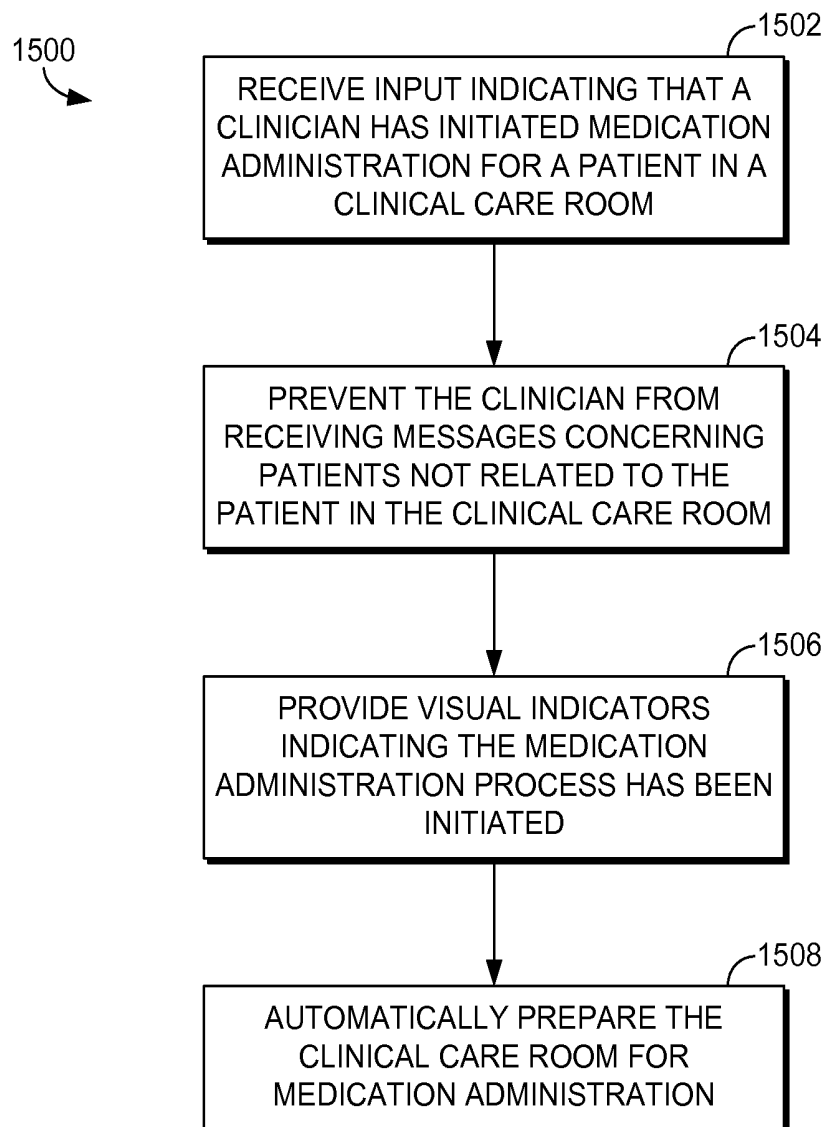 1500
1502
RECEIVE INPUT INDICATING THAT A
CLINICIAN HAS INITIATED MEDICATION
ADMINISTRATION FOR A PATIENT IN A
CLINICAL CARE ROOM
1504
PREVENT THE CLINICIAN FROM
RECEIVING MESSAGES CONCERNING
PATIENTS NOT RELATED TO THE
PATIENT IN THE CLINICAL CARE ROOM
1506
PROVIDE VISUAL INDICATORS
INDICATING THE MEDICATION
ADMINISTRATION PROCESS HAS BEEN
INITIATED
1508
AUTOMATICALLY PREPARE THE
CLINICAL CARE ROOM FOR
MEDICATION ADMINISTRATION